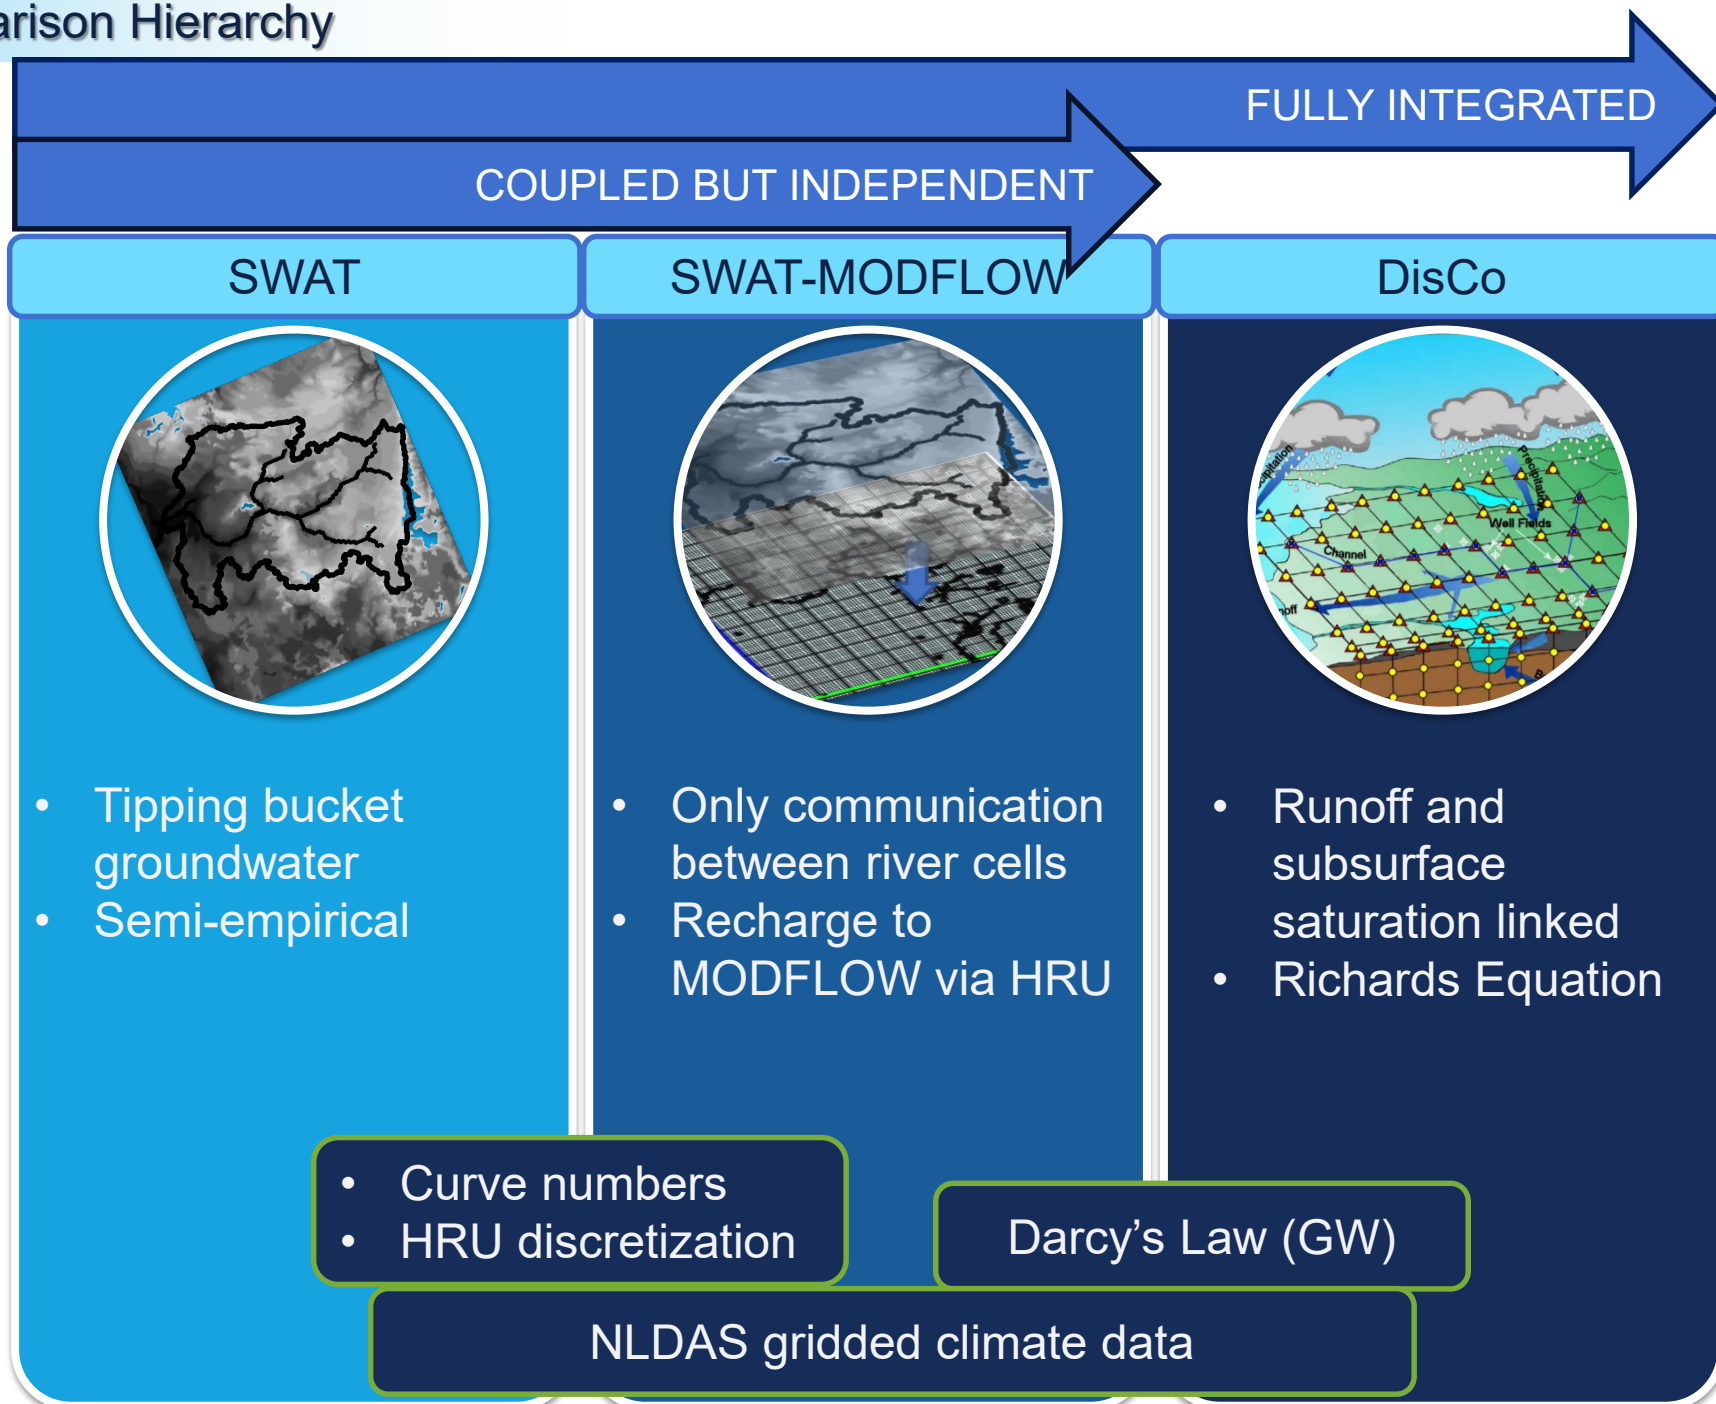 arison Hierarchy
FULLY INTEGRATED
COUPLED BUT INDEPENDENT
SWAT
SWAT-MODFLOW
DisCo
Precipitation
Well Fields
Channel
• Tipping bucket
groundwater
• Semi-empirical
• Only communication
between river cells
• Recharge to
MODFLOW via HRU
• Runoff and
subsurface
saturation linked
• Richards Equation
• Curve numbers
• HRU discretization
Darcy’s Law (GW)
NLDAS gridded climate data